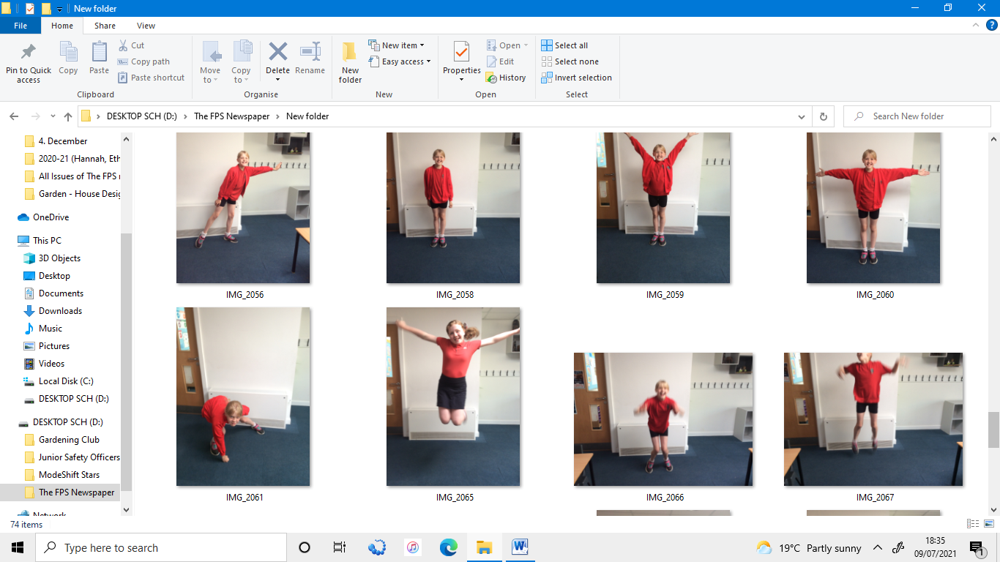 New folder
File
Home
Share
View
Pin to Quick
access
Copy
Paste
Cut
Copy path
Paste shortcut
Clipboard
Move
to
Copy
to
Delete
Rename
Organise
New
folder
New item
Easy access
New
Properties
Open
Edit
History
Open
Select all
Select none
Invert selection
Select
DESKTOP SCH (D:)
The FPS Newspaper
New folder
Search New folder
4. December
2020-21 (Hannah, Eth
All Issues of The FPS
Garden - House Desig
OneDrive
This PC
3D Objects
Desktop
Documents
Downloads
Music
Pictures
Videos
Local Disk (C:)
DESKTOP SCH (D:)
DESKTOP SCH (D:)
Gardening Club
Junior Safety Officers
ModeShift Stars
The FPS Newspaper
Network
IMG_2056
IMG_2058
IMG_2059
IMG_2060
IMG_2061
IMG_2065
IMG_2066
IMG_2067
74 items
Type here to search
19°C Partly sunny
18:35
09/07/2021
1